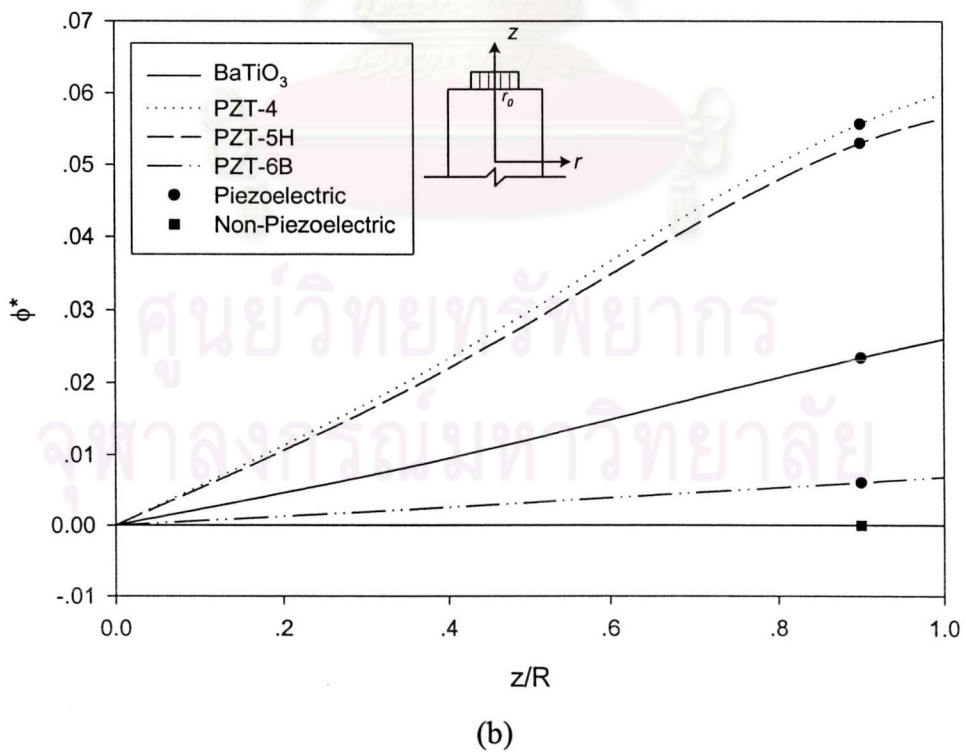 .07
.06
.05
.04
.03
.02
.01
0.00
-.01
ϕ*
BaTiO₃
PZT-4
PZT-5H
PZT-6B
Piezoelectric
Non-Piezoelectric
z
r₀
r
ศูนย์วิทยทรัพยากร
จุฬาลงกรณ์มหาวิทยาลัย
0.0 .2 .4 .6 .8 1.0
z/R
(b)